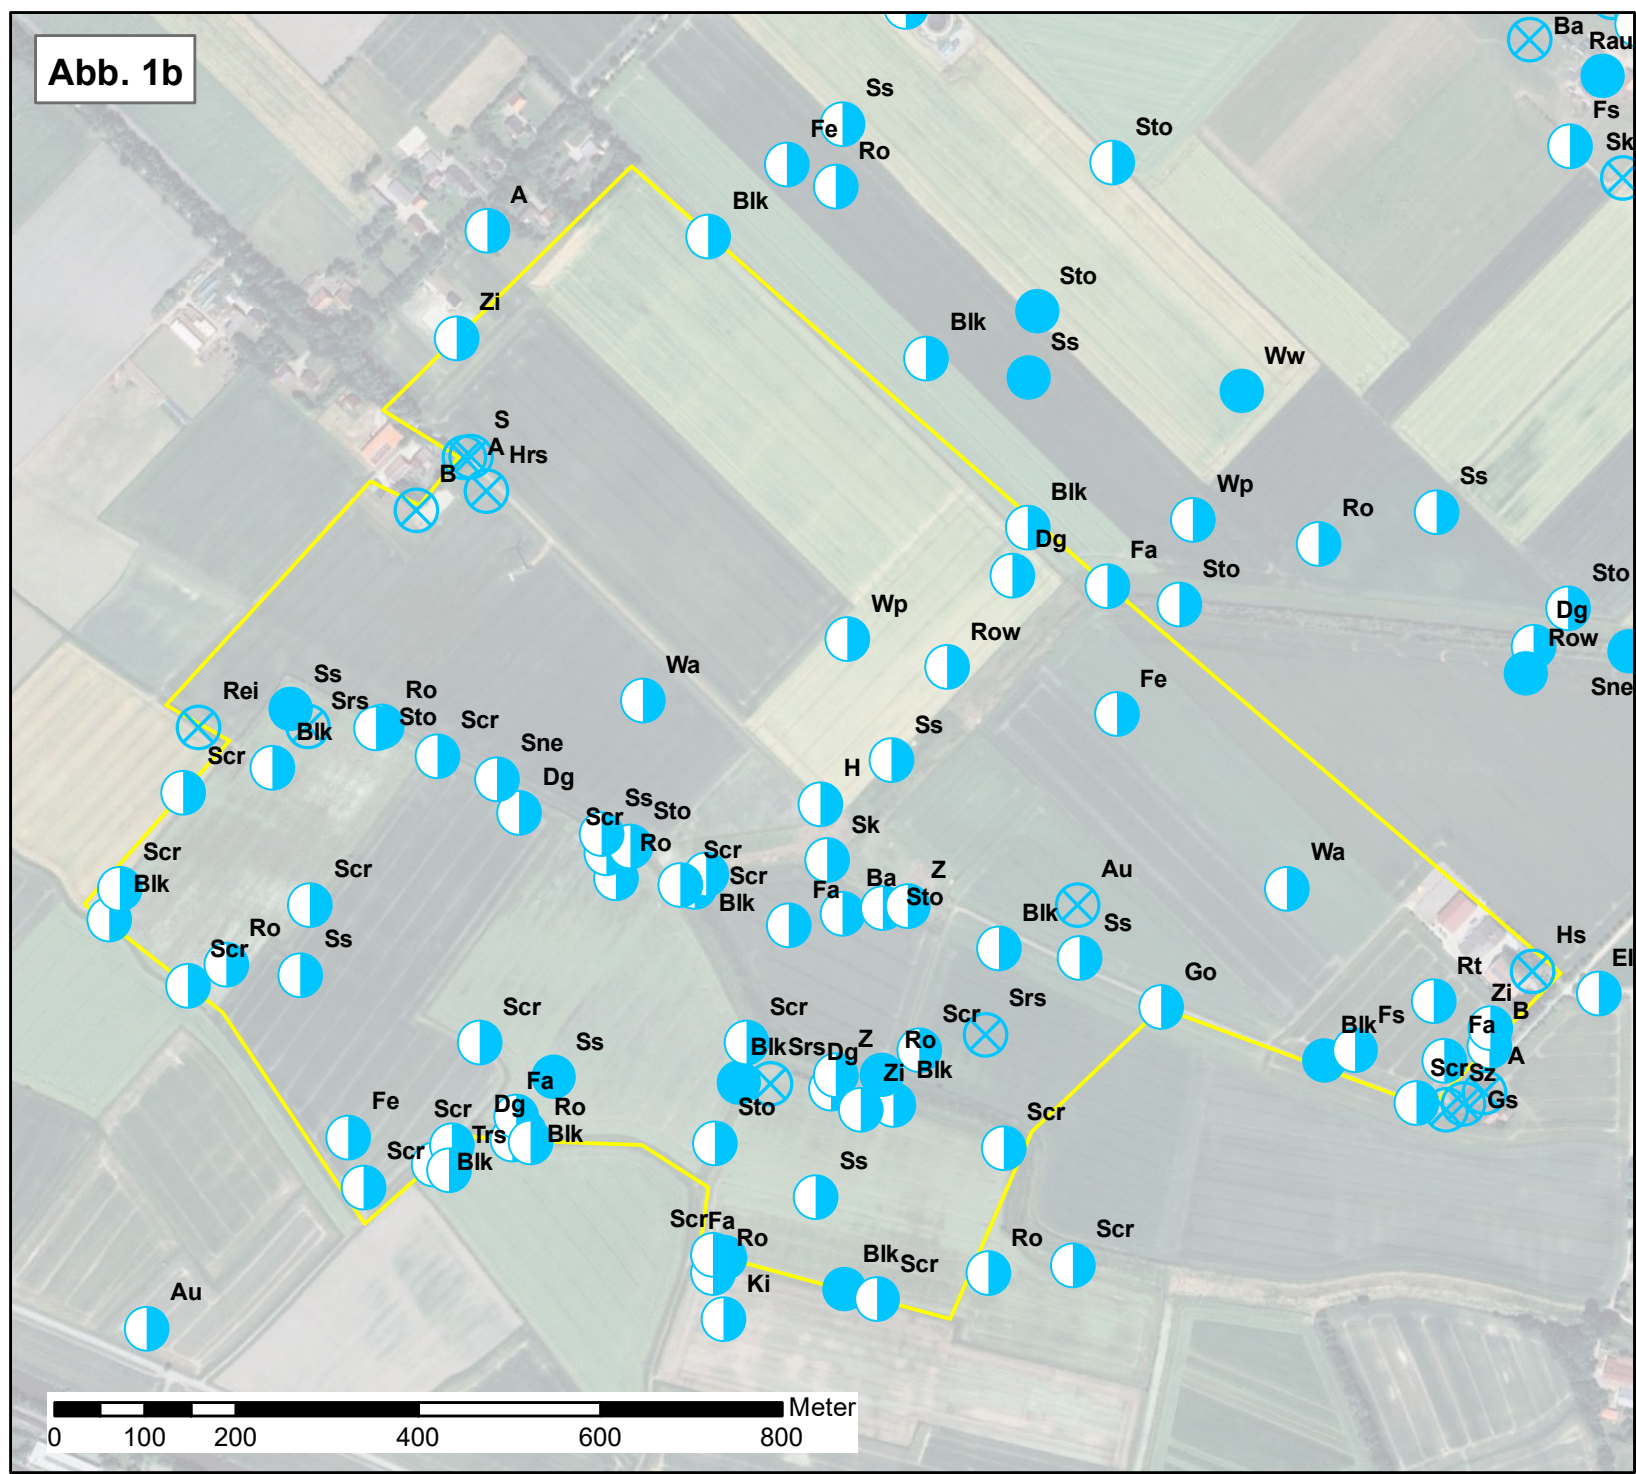 Abb. 1b
Ba
Rau
Ss
Fs
Fe
Sto
Sk
Ro
A
Blk
Sto
Zi
Blk
Ss
Ww
S
A
Hrs
B
Ss
Wp
Blk
Ro
Dg
Fa
Sto
Sto
Wp
Dg
Row
Row
Wa
Fe
Sne
Rei
Ss
Srs
Ro
Sto
Blk
Scr
Scr
Sne
Dg
Ss
H
Ss
Sto
Scr
Ro
Sk
Scr
Scr
Blk
Scr
Scr
Blk
Fa
Ba
Z
Sto
Au
Wa
Blk
Ss
Ro
Scr
Ss
Hs
El
Rt
Go
Zi
B
Srs
Scr
Scr
Scr
Fs
Blk
Fa
A
Ss
Blk
Srs
Dg
Z
Ro
Blk
Zi
Scr
Sz
Gs
Fa
Sto
Dg
Ro
Fe
Scr
Trs
Blk
Scr
Blk
Scr
Ss
Scr
Fa
Ro
Blk
Scr
Ro
Scr
Ki
Au
Meter
0 100 200 400 600 800